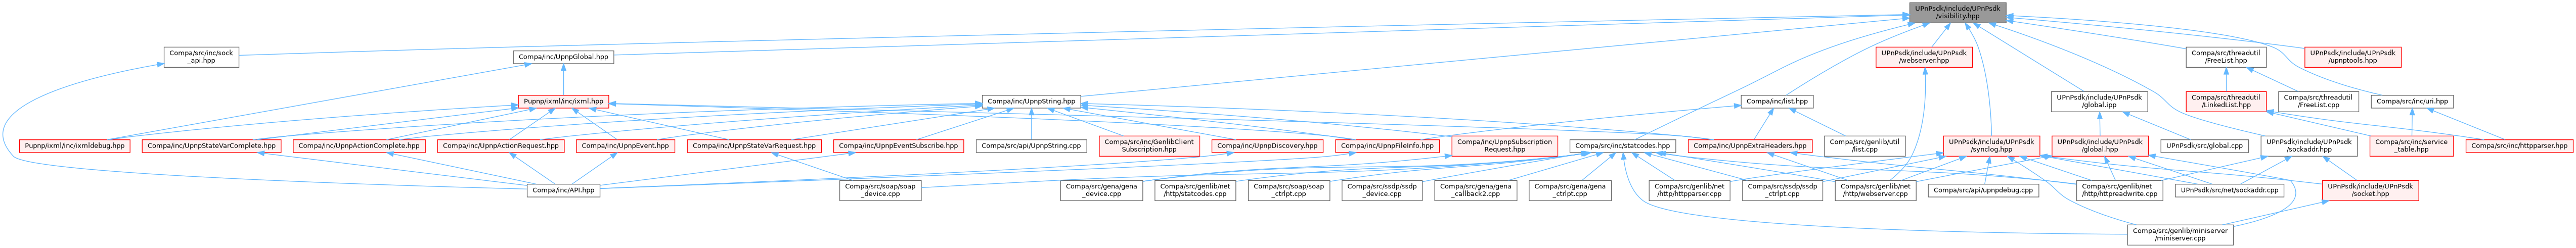 UPnPsdk/include/UPnPsdk
/visibility.hpp
Compa/src/inc/sock
_api.hpp
Compa/inc/UpnpGlobal.hpp
UPnPsdk/include/UPnPsdk
/webserver.hpp
Compa/src/threadutil
/FreeList.hpp
UPnPsdk/include/UPnPsdk
/upnptools.hpp
Pupnp/ixml/inc/ixml.hpp
Compa/inc/UpnpString.hpp
Compa/inc/list.hpp
UPnPsdk/include/UPnPsdk
/global.ipp
Compa/src/threadutil
/LinkedList.hpp
Compa/src/threadutil
/FreeList.cpp
Compa/src/inc/uri.hpp
Pupnp/ixml/inc/ixmldebug.hpp
Compa/inc/UpnpStateVarComplete.hpp
Compa/inc/UpnpActionComplete.hpp
Compa/inc/UpnpActionRequest.hpp
Compa/inc/UpnpEvent.hpp
Compa/inc/UpnpStateVarRequest.hpp
Compa/inc/UpnpEventSubscribe.hpp
Compa/src/api/UpnpString.cpp
Compa/src/inc/GenlibClient
Subscription.hpp
Compa/inc/UpnpDiscovery.hpp
Compa/inc/UpnpFileInfo.hpp
Compa/inc/UpnpSubscription
Request.hpp
Compa/src/inc/statcodes.hpp
Compa/inc/UpnpExtraHeaders.hpp
Compa/src/genlib/util
/list.cpp
UPnPsdk/include/UPnPsdk
/synclog.hpp
UPnPsdk/include/UPnPsdk
/global.hpp
UPnPsdk/src/global.cpp
UPnPsdk/include/UPnPsdk
/sockaddr.hpp
Compa/src/inc/service
_table.hpp
Compa/src/inc/httpparser.hpp
Compa/inc/API.hpp
Compa/src/soap/soap
_device.cpp
Compa/src/gena/gena
_device.cpp
Compa/src/genlib/net
/http/statcodes.cpp
Compa/src/soap/soap
_ctrlpt.cpp
Compa/src/ssdp/ssdp
_device.cpp
Compa/src/gena/gena
_callback2.cpp
Compa/src/gena/gena
_ctrlpt.cpp
Compa/src/genlib/net
/http/httpparser.cpp
Compa/src/ssdp/ssdp
_ctrlpt.cpp
Compa/src/genlib/net
/http/webserver.cpp
Compa/src/api/upnpdebug.cpp
Compa/src/genlib/net
/http/httpreadwrite.cpp
UPnPsdk/src/net/sockaddr.cpp
UPnPsdk/include/UPnPsdk
/socket.hpp
Compa/src/genlib/miniserver
/miniserver.cpp